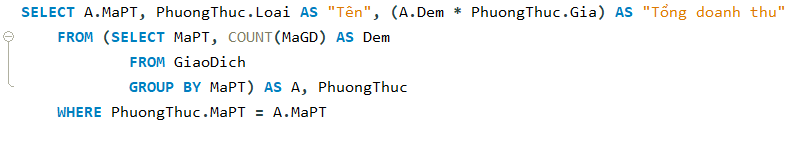 SELECT A.MaPT, PhuongThuc.Loai AS "Tên", (A.Dem * PhuongThuc.Gia) AS "Tổng doanh thu"
FROM (SELECT MaPT, COUNT(MaGD) AS Dem
FROM GiaoDich
GROUP BY MaPT) AS A, PhuongThuc
WHERE PhuongThuc.MaPT = A.MaPT